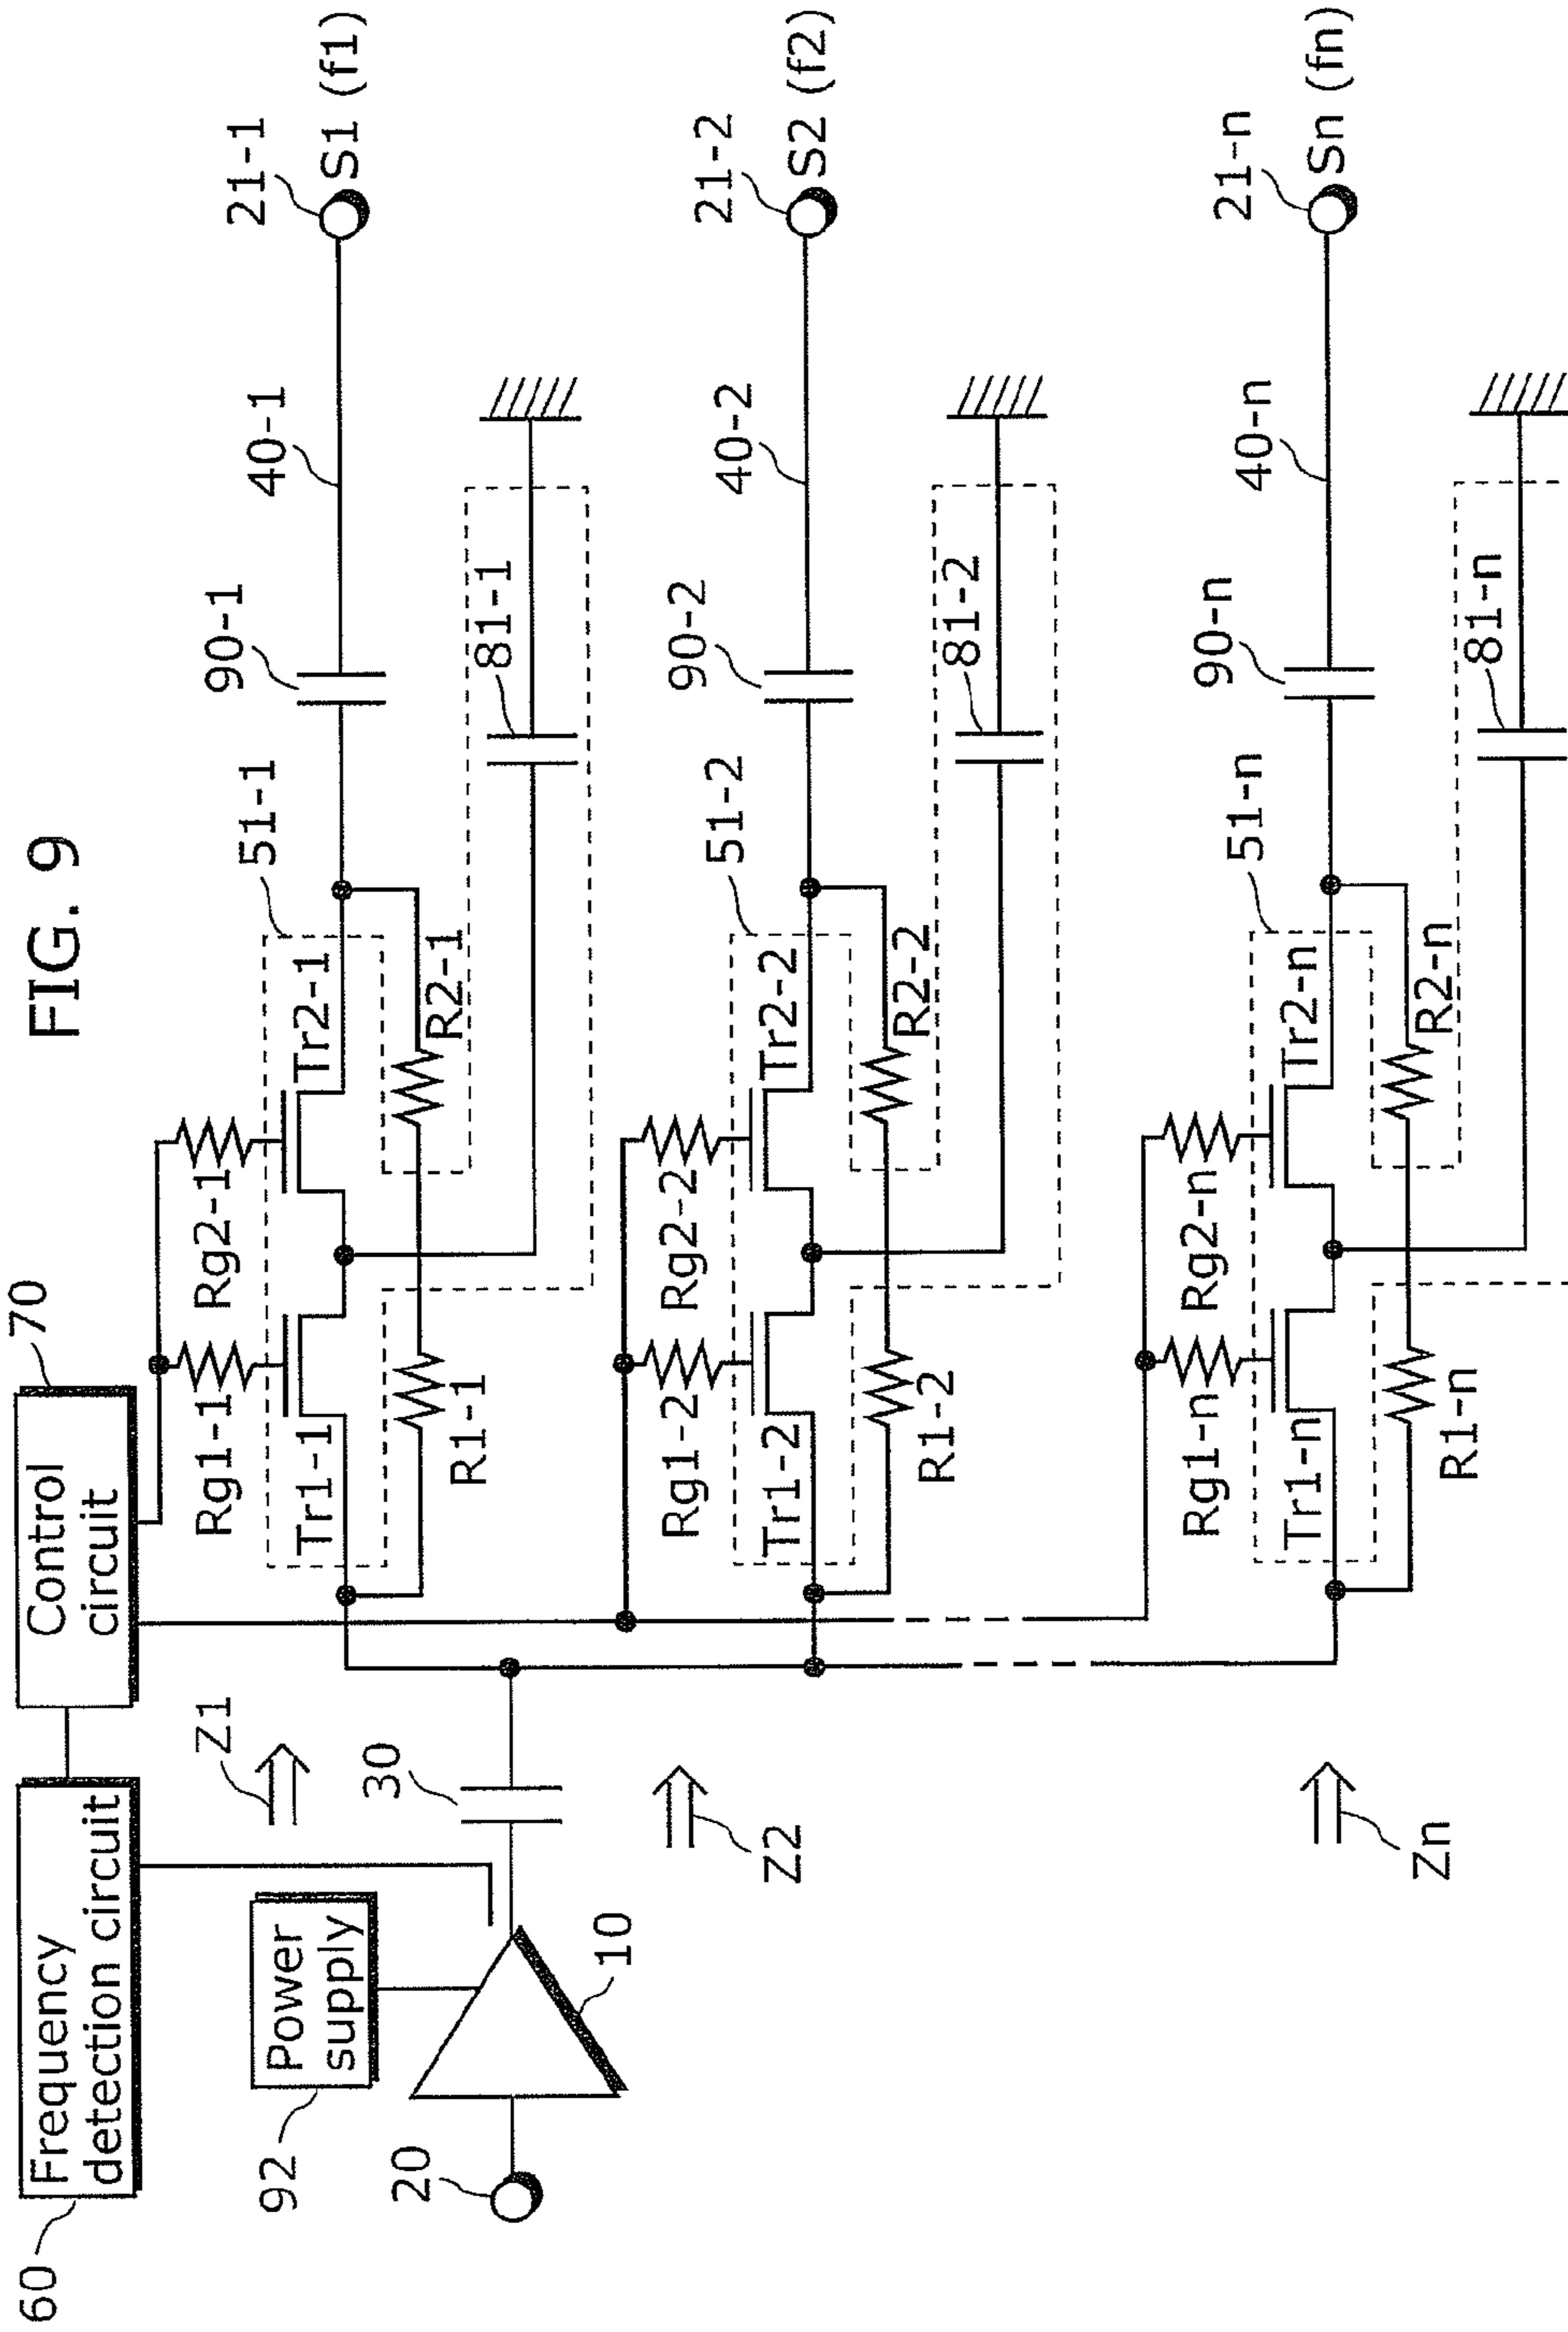 FIG. 9
60
Frequency
detection circuit
Control
circuit
70
92
Power
supply
20
10
30
Z1
Z2
Zn
Rg1-1
Rg2-1
Tr1-1
Tr2-1
51-1
R1-1
R2-1
90-1
81-1
40-1
21-1
S1 (f1)
Rg1-2
Rg2-2
Tr1-2
Tr2-2
51-2
R1-2
R2-2
90-2
81-2
40-2
21-2
S2 (f2)
Rg1-n
Rg2-n
Tr1-n
Tr2-n
51-n
R1-n
R2-n
90-n
81-n
40-n
21-n
Sn (fn)